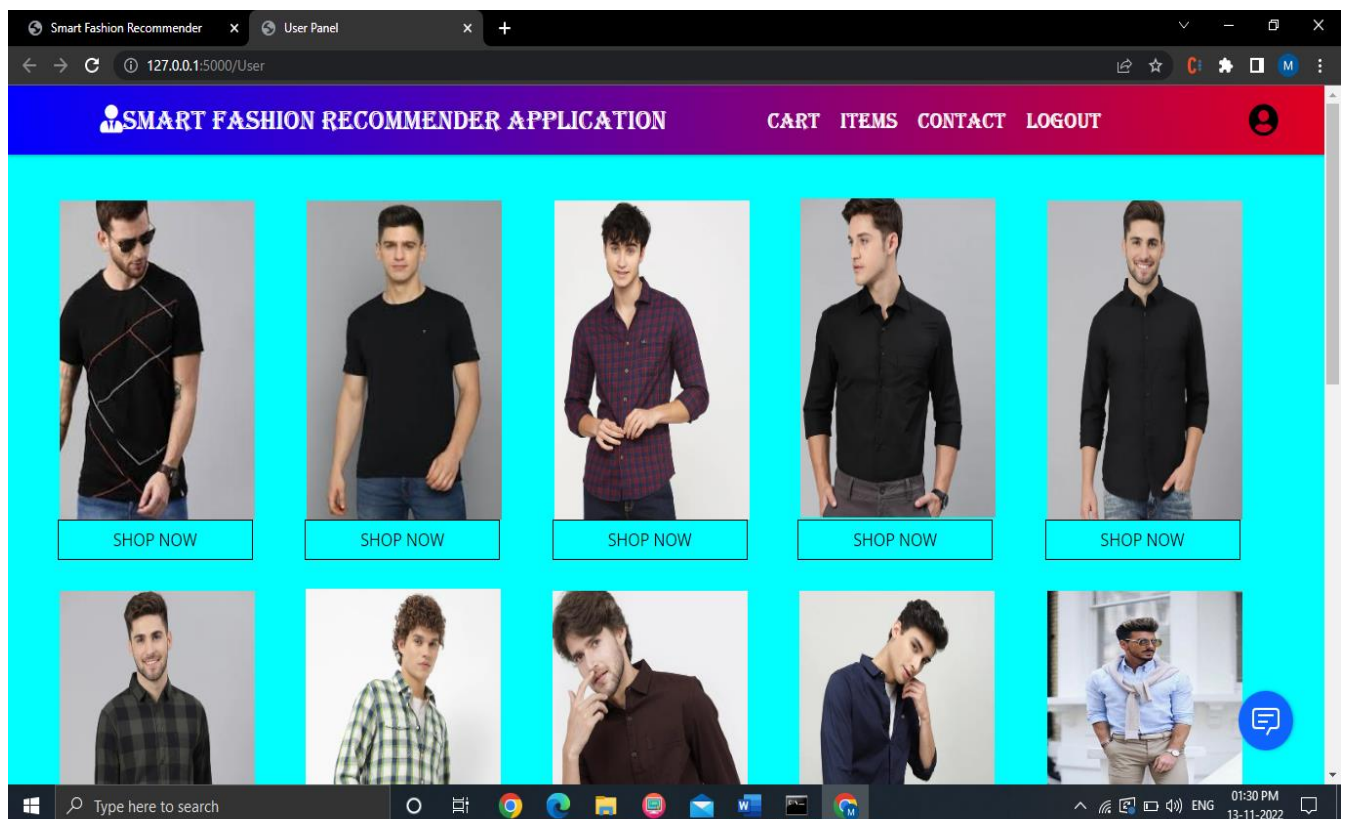 Smart Fashion Recommender
User Panel
127.0.0.1:5000/User
M
SMART FASHION RECOMMENDER APPLICATION
CART ITEMS CONTACT LOGOUT
SHOP NOW SHOP NOW SHOP NOW SHOP NOW SHOP NOW
Type here to search
ENG
01:30 PM
13-11-2022